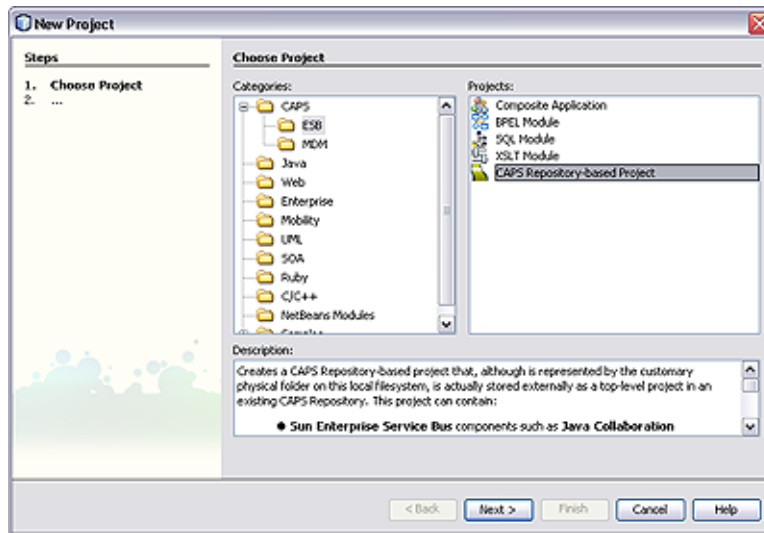 New Project
Steps
1. Choose Project
2. ...
Choose Project
Categories:
CAPS
ESB
MDM
Java
Web
Enterprise
Mobility
UML
SOA
Ruby
C/C++
NetBeans Modules
Projects:
Composite Application
BPEL Module
SQL Module
XSLT Module
CAPS Repository-based Project
Description:
Creates a CAPS Repository-based project that, although is represented by the customary
physical folder on this local filesystem, is actually stored externally as a top-level project in an
existing CAPS Repository. This project can contain:
● Sun Enterprise Service Bus components such as Java Collaboration
< Back
Next >
Finish
Cancel
Help